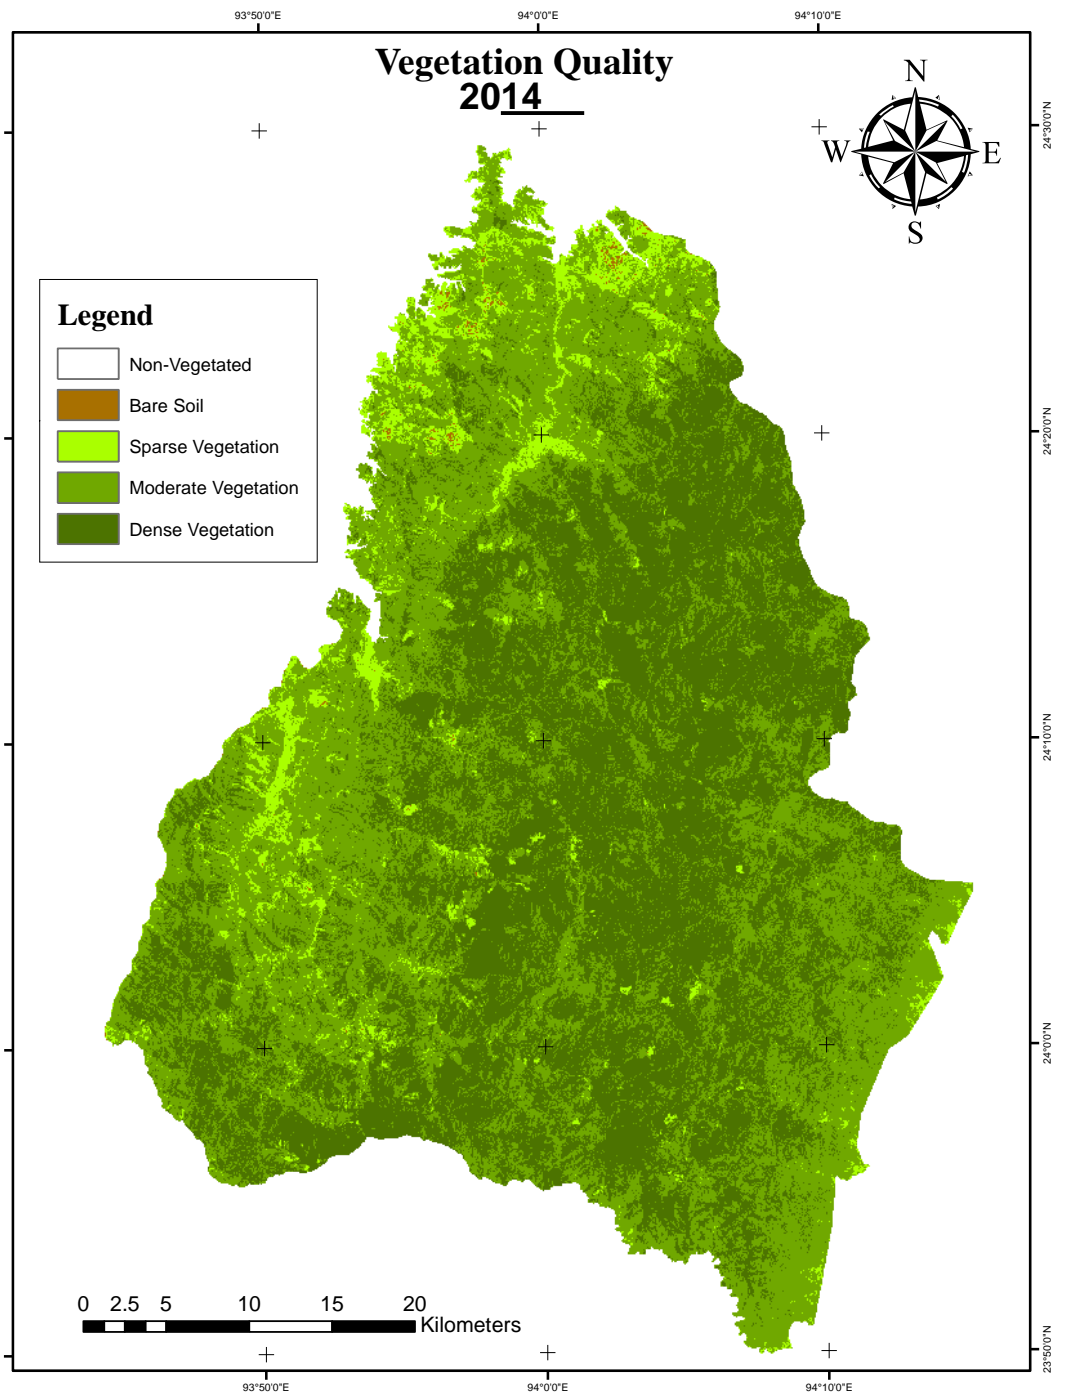 93°50'0"E 94°0'0"E 94°10'0"E
Vegetation Quality
2014
N
W E
S
24°30'0"N
Legend
Non-Vegetated
Bare Soil
Sparse Vegetation
Moderate Vegetation
Dense Vegetation
24°20'0"N
24°10'0"N
24°0'0"N
0 2.5 5 10 15 20
Kilometers
23°50'0"N
93°50'0"E 94°0'0"E 94°10'0"E